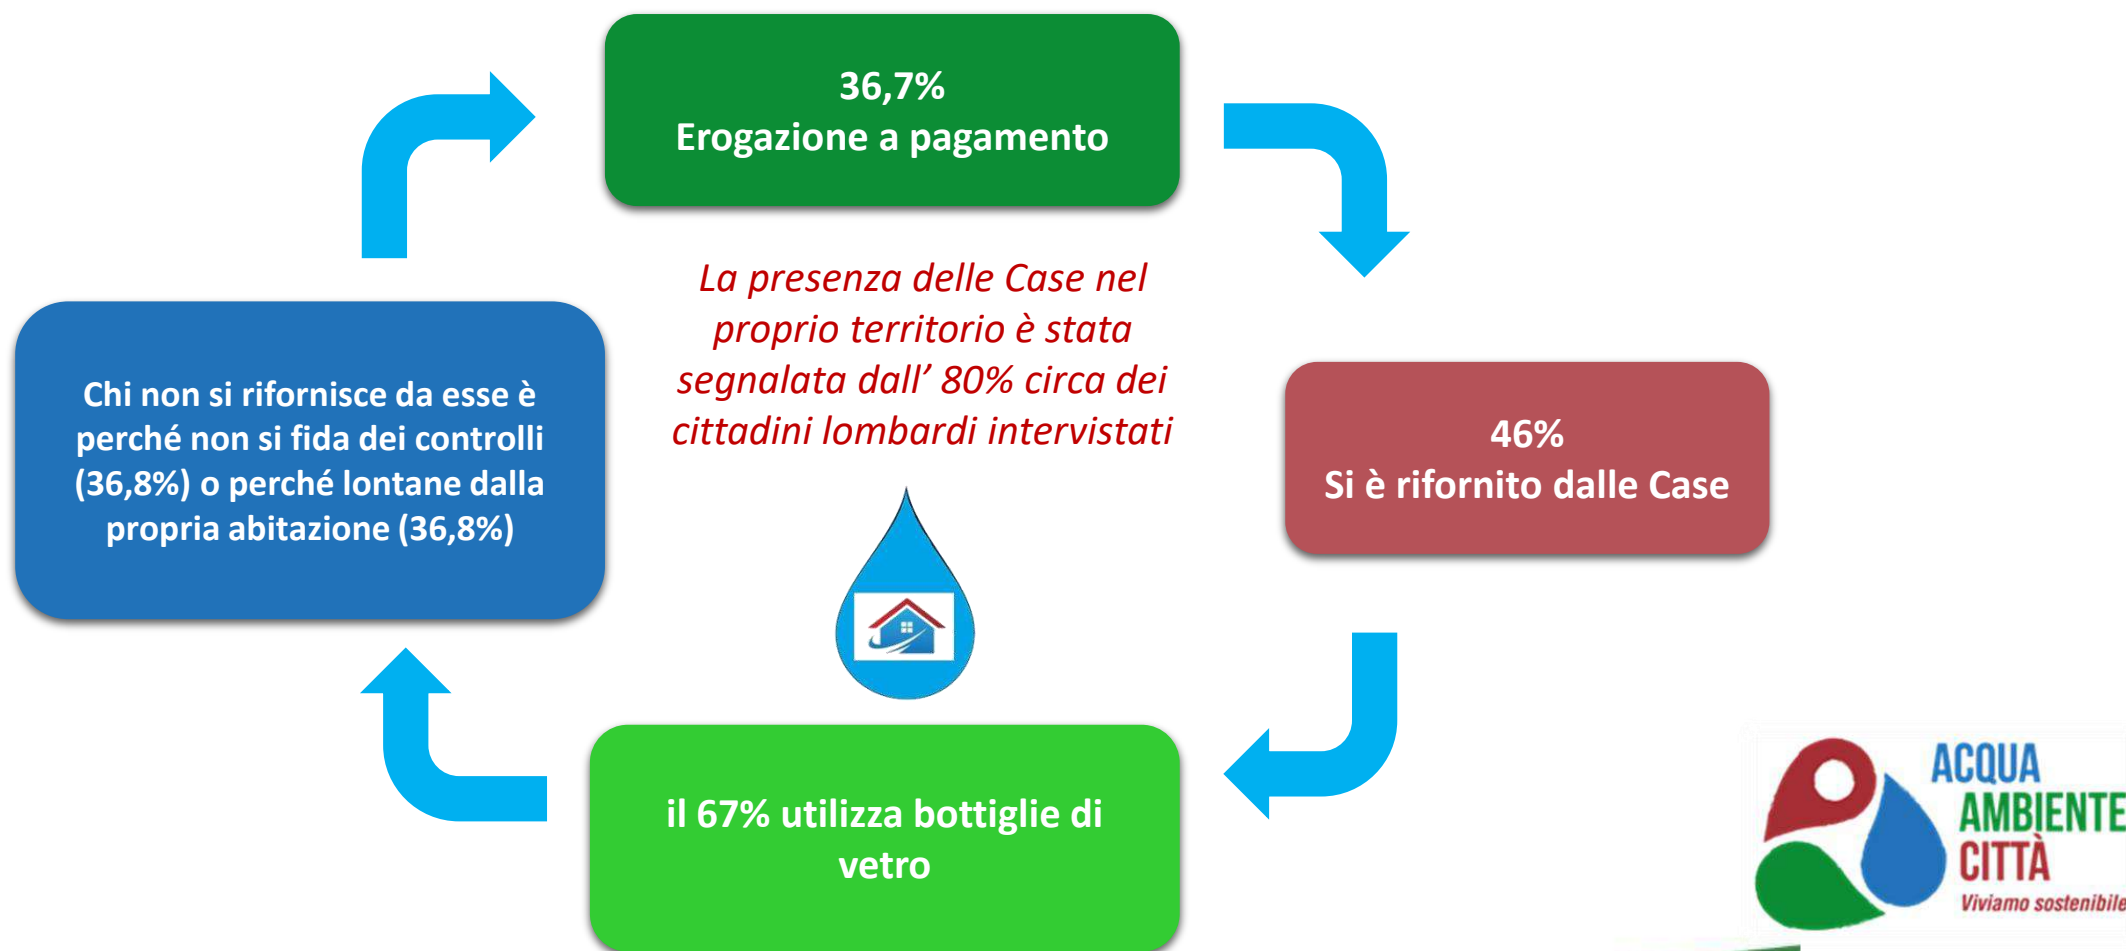 36,7%
Erogazione a pagamento
La presenza delle Case nel
proprio territorio è stata
segnalata dall’ 80% circa dei
cittadini lombardi intervistati
Chi non si rifornisce da esse è
perché non si fida dei controlli
(36,8%) o perché lontane dalla
propria abitazione (36,8%)
46%
Si è rifornito dalle Case
il 67% utilizza bottiglie di
vetro
ACQUA
AMBIENTE
CITTÀ
Viviamo sostenibile